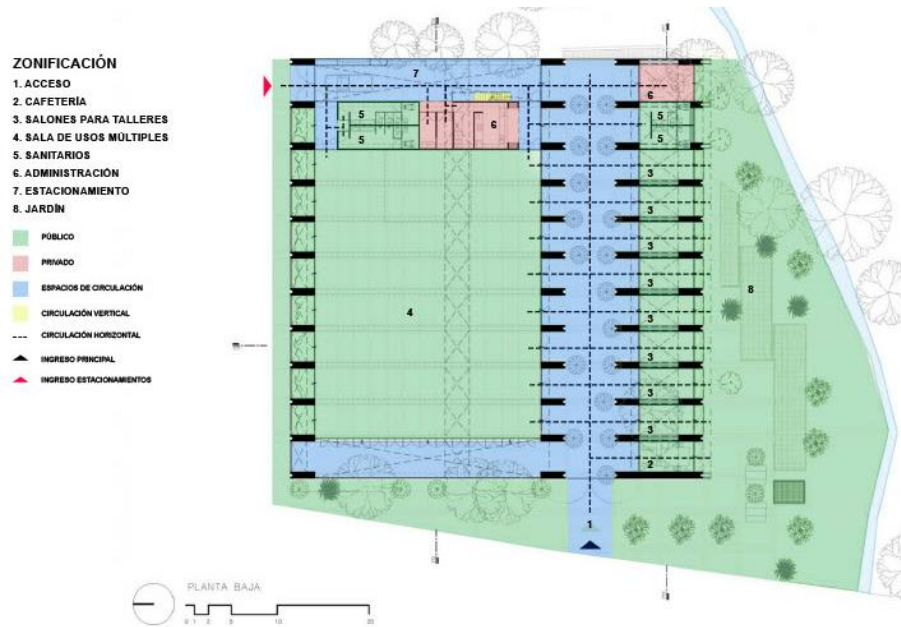 ZONIFICACIÓN
1. ACCESO
2. CAFETERÍA
3. SALONES PARA TALLERES
4. SALA DE USOS MÚLTIPLES
5. SANITARIOS
6. ADMINISTRACIÓN
7. ESTACIONAMIENTO
8. JARDÍN
PÚBLICO
PRIVADO
ESPACIOS DE CIRCULACIÓN
CIRCULACIÓN VERTICAL
CIRCULACIÓN HORIZONTAL
INGRESO PRINCIPAL
INGRESO ESTACIONAMIENTOS
7
6
5
5
6
5
5
3
3
3
3
3
3
3
3
4
8
2
1
PLANTA BAJA
0 1 2 5 10 20